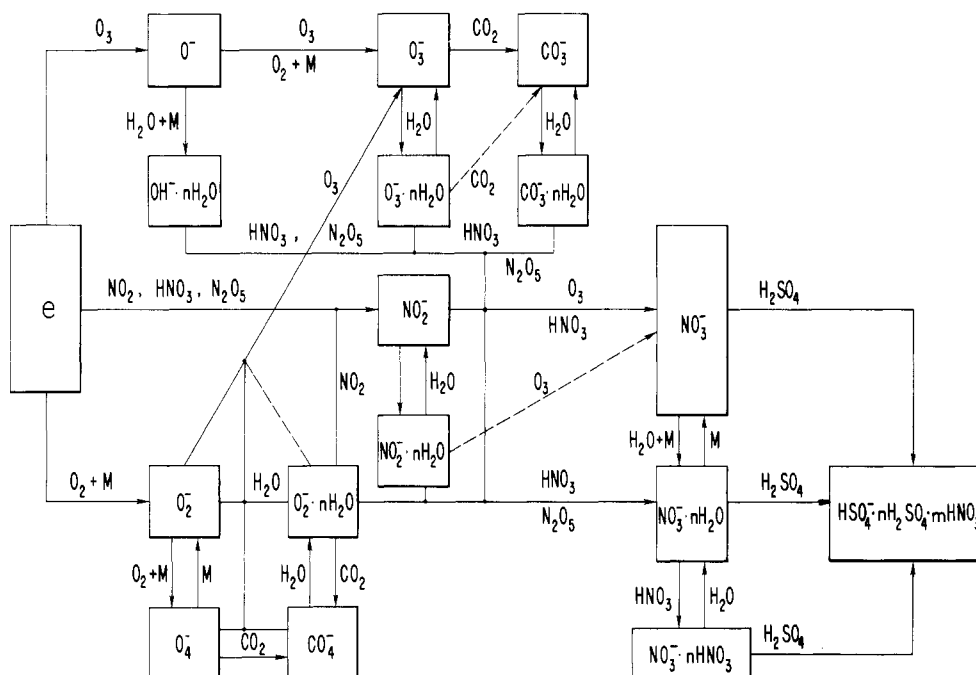 O₃ O⁻ O₃ O₂ + M O₃⁻ CO₂ CO₃⁻
H₂O+M H₂O H₂O
OH⁻·nH₂O O₃ O₃⁻·nH₂O CO₂ CO₃⁻·nH₂O
HNO₃, N₂O₅ HNO₃
N₂O₅
e NO₂, HNO₃, N₂O₅ NO₂⁻ O₃ HNO₃ NO₃⁻ H₂SO₄
NO₂ H₂O O₃
NO₂⁻·nH₂O H₂O+M M
O₂ + M O₂⁻ H₂O O₂⁻·nH₂O HNO₃ N₂O₅ NO₃⁻·nH₂O H₂SO₄ HSO₄⁻·nH₂SO₄·mHNO₃
O₂+M M H₂O CO₂ HNO₃ H₂O
O₄⁻ CO₂ CO₄⁻ NO₃⁻·nHNO₃ H₂SO₄